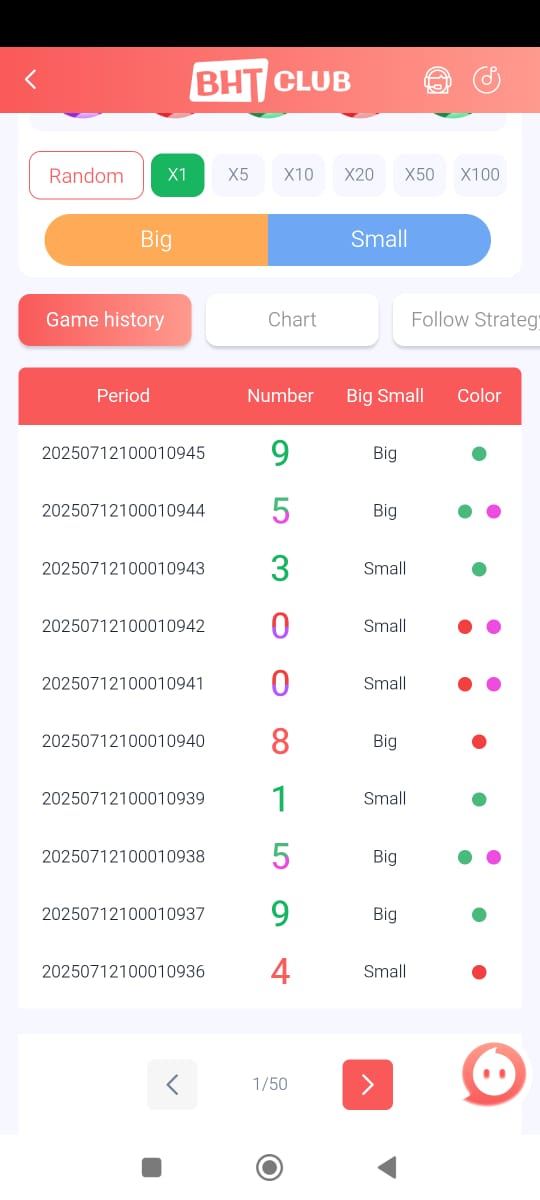 BHT CLUB
Random X1 X5 X10 X20 X50 X100
Big Small
Game history Chart Follow Strategy
Period Number Big Small Color
20250712100010945 9 Big
20250712100010944 5 Big
20250712100010943 3 Small
20250712100010942 0 Small
20250712100010941 0 Small
20250712100010940 8 Big
20250712100010939 1 Small
20250712100010938 5 Big
20250712100010937 9 Big
20250712100010936 4 Small
1/50